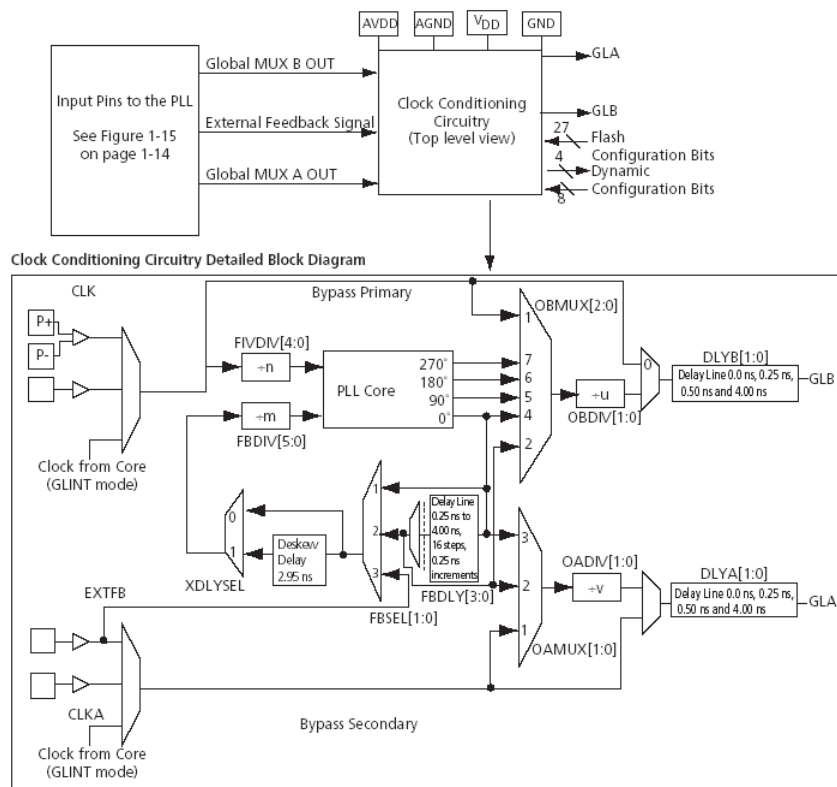 AVDD
AGND
VDD
GND
Global MUX B OUT
GLA
Input Pins to the PLL
See Figure 1-15
on page 1-14
External Feedback Signal
Clock Conditioning
Circuitry
(Top level view)
GLB
27
Flash
Configuration Bits
4
Dynamic
Configuration Bits
8
Global MUX A OUT
Clock Conditioning Circuitry Detailed Block Diagram
CLK
Bypass Primary
OBMUX[2:0]
P+
P-
FIVDIV[4:0]
÷n
PLL Core
270°
180°
90°
0°
1
7
6
5
4
2
÷u
OBDIV[1:0]
0
1
DLYB[1:0]
Delay Line 0.0 ns, 0.25 ns,
0.50 ns and 4.00 ns
GLB
÷m
FBDIV[5:0]
Clock from Core
(GLINT mode)
0
1
XDLYSEL
Deskew
Delay
2.95 ns
1
2
3
FBSEL[1:0]
Delay Line
0.25 ns to
4.00 ns,
16 steps,
0.25 ns
increments
FBDLY[3:0]
3
2
1
OAMUX[1:0]
OADIV[1:0]
÷v
DLYA[1:0]
Delay Line 0.0 ns, 0.25 ns,
0.50 ns and 4.00 ns
GLA
EXTFB
CLKA
Bypass Secondary
Clock from Core
(GLINT mode)